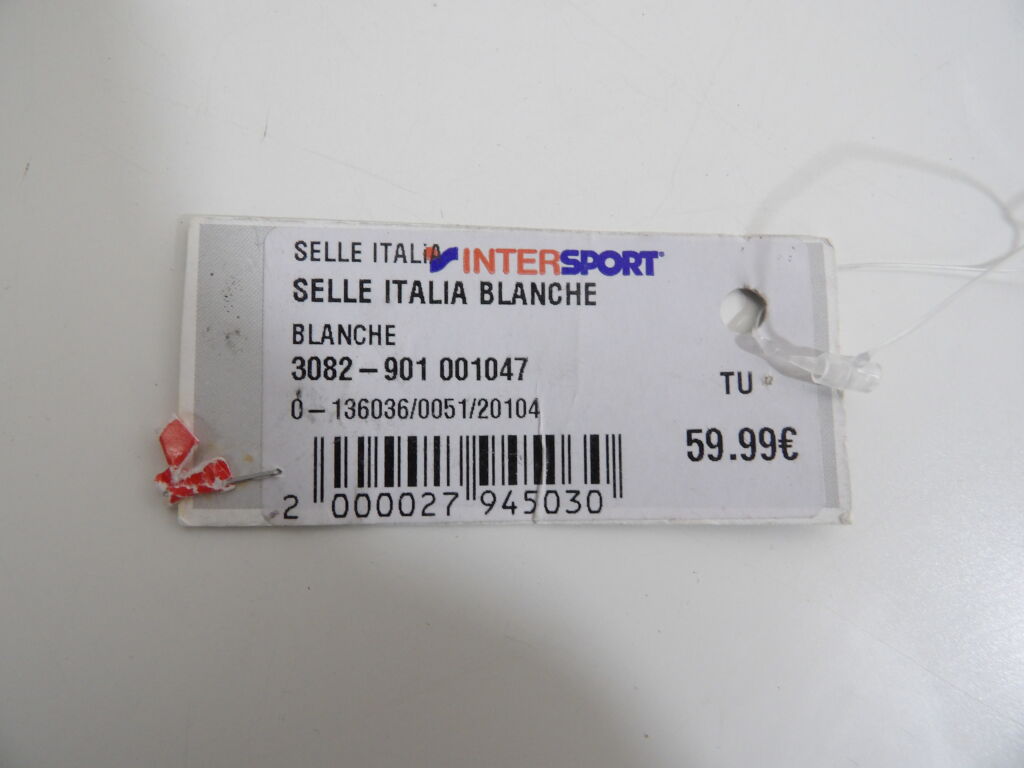 SELLE ITALIA INTERSPORT
SELLE ITALIA BLANCHE
BLANCHE
3082-901 001047
TU
0-136036/0051/20104
59.99€
2 000027 945030